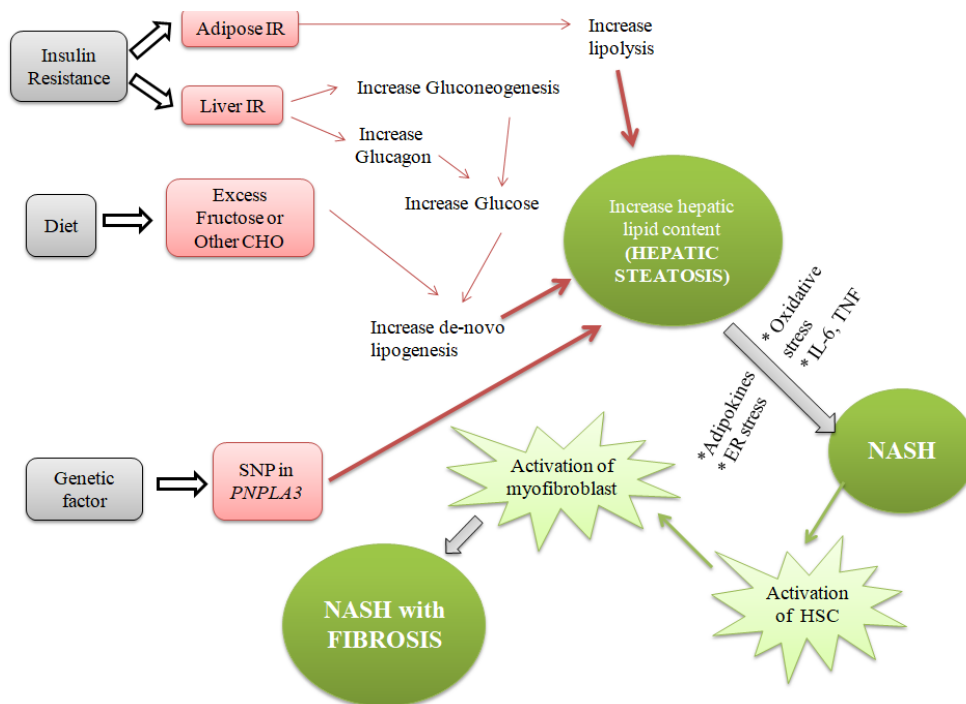 Insulin
Resistance
Adipose IR
Increase
lipolysis
Liver IR
Increase Gluconeogenesis
Increase
Glucagon
Increase Glucose
Diet
Excess
Fructose or
Other CHO
Increase de-novo
lipogenesis
Increase hepatic
lipid content
(HEPATIC
STEATOSIS)
* Oxidative
stress
* IL-6, TNF
*Adipokines
* ER stress
NASH
Genetic
factor
SNP in
PNPLA3
Activation of
myofibroblast
Activation
of HSC
NASH with
FIBROSIS